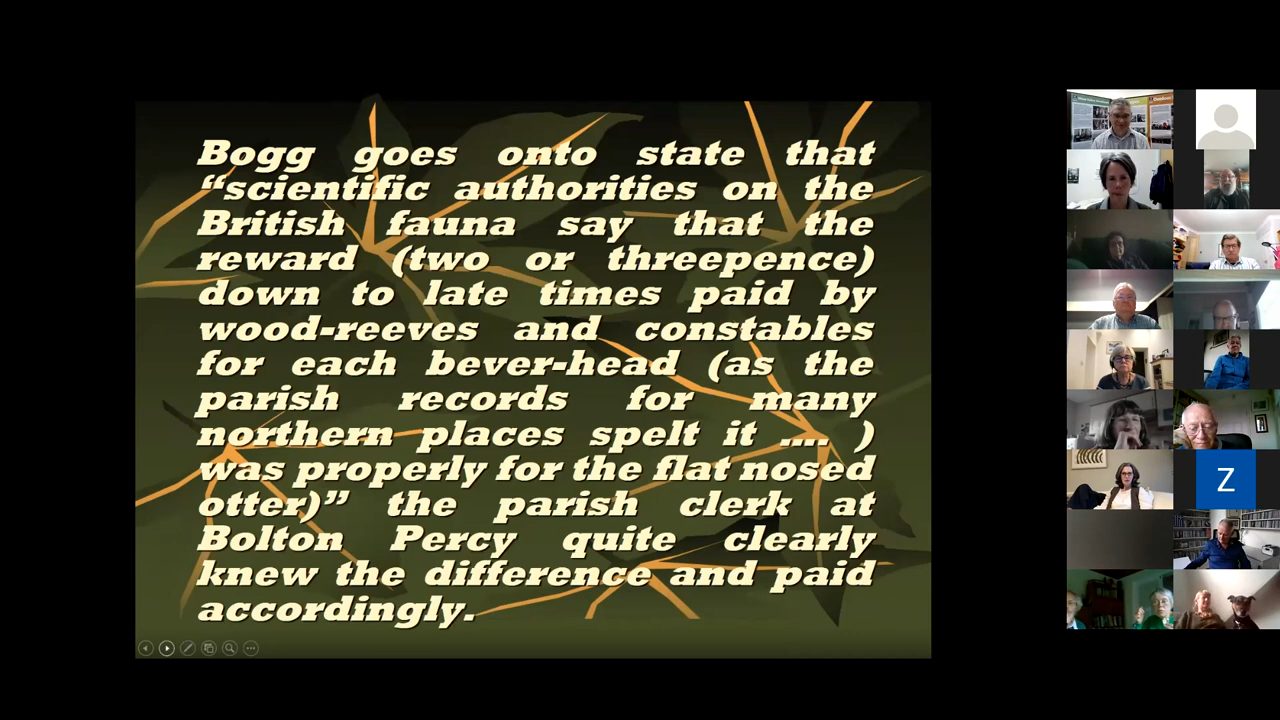 Bogg goes onto state that
“scientific authorities on the
British fauna say that the
reward (two or threepence)
down to late times paid by
wood-reeves and constables
for each bever-head (as the
parish records for many
northern places spelt it .... )
was properly for the flat nosed
otter)” the parish clerk at
Bolton Percy quite clearly
knew the difference and paid
accordingly.
Z